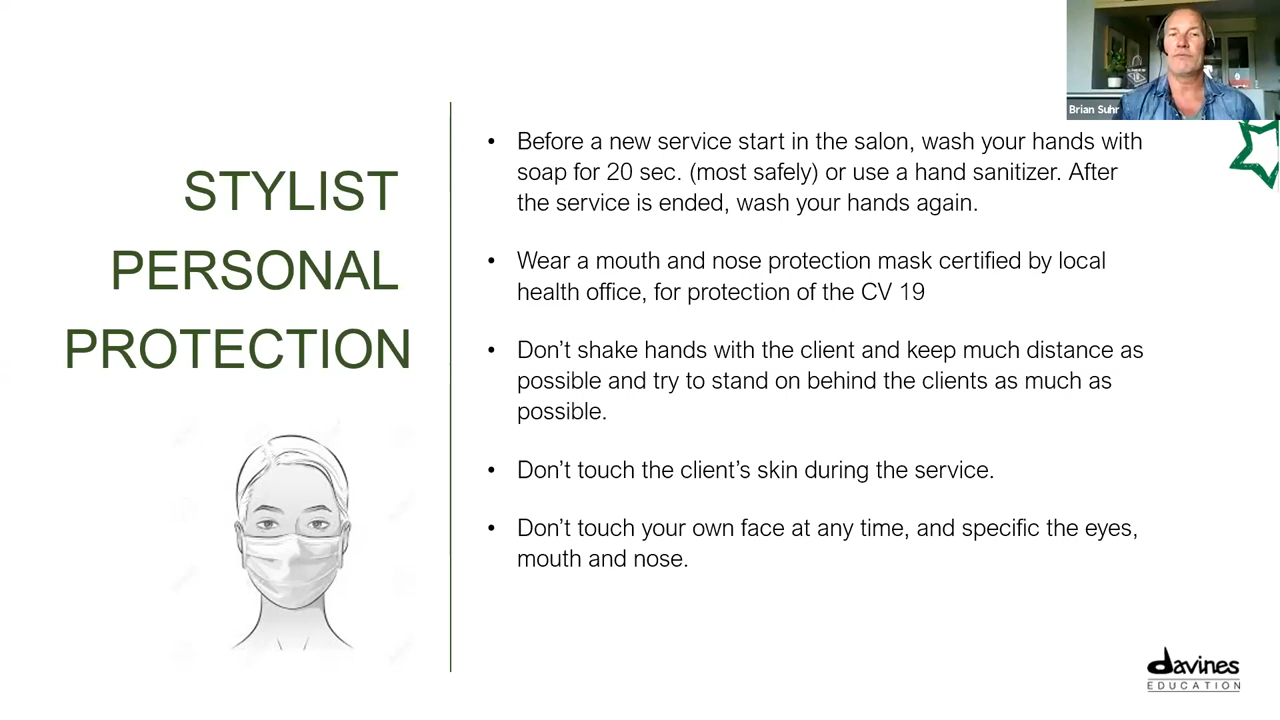 Brian Suhr
STYLIST
PERSONAL
PROTECTION
• Before a new service start in the salon, wash your hands with
soap for 20 sec. (most safely) or use a hand sanitizer. After
the service is ended, wash your hands again.
• Wear a mouth and nose protection mask certified by local
health office, for protection of the CV 19
• Don’t shake hands with the client and keep much distance as
possible and try to stand on behind the clients as much as
possible.
• Don’t touch the client’s skin during the service.
• Don’t touch your own face at any time, and specific the eyes,
mouth and nose.
davines
EDUCATION